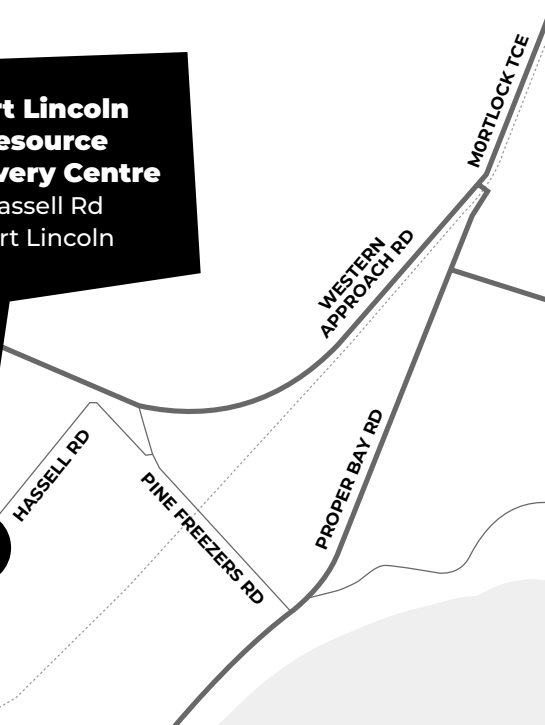 rt Lincoln
esource
very Centre
assell Rd
rt Lincoln
MORTLOCK TCE
WESTERN
APPROACH RD
PROPER BAY RD
HASSELL RD
PINE FREEZERS RD